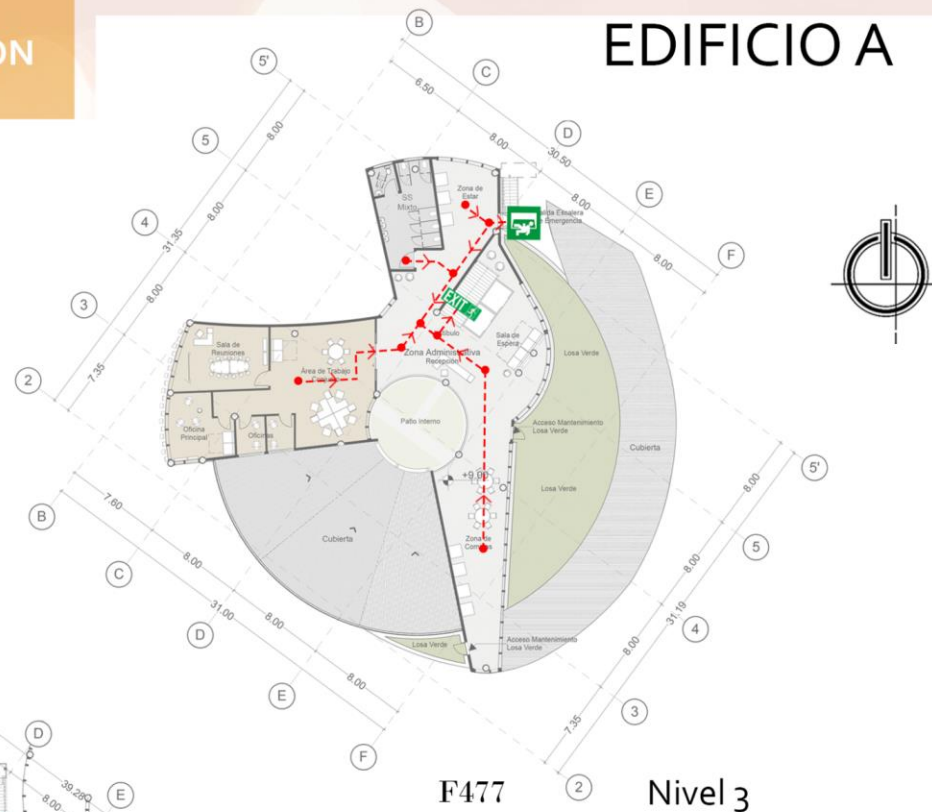 ON
EDIFICIO A
B
C
D
E
F
5'
5
4
3
2
6.50
8.00
30.50
8.00
8.00
8.00
8.00
31.35
8.00
7.35
Zona de
Estar
SS
Mixto
Emergencia
EXIT
Sala de
Espera
Zona Administrativa
Recepción
Sala de
Reuniones
Área de Trabajo
Oficina
Principal
Oficinas
Patio Interno
Losa Verde
Acceso Mantenimiento
Losa Verde
Cubierta
Losa Verde
Cubierta
Zona de
Losa Verde
Acceso Mantenimiento
Losa Verde
B
C
D
E
F
7.60
8.00
31.00
8.00
8.00
5'
5
4
3
2
8.00
8.00
31.19
8.00
7.35
D
39.28
E
8.00
F477
Nivel 3